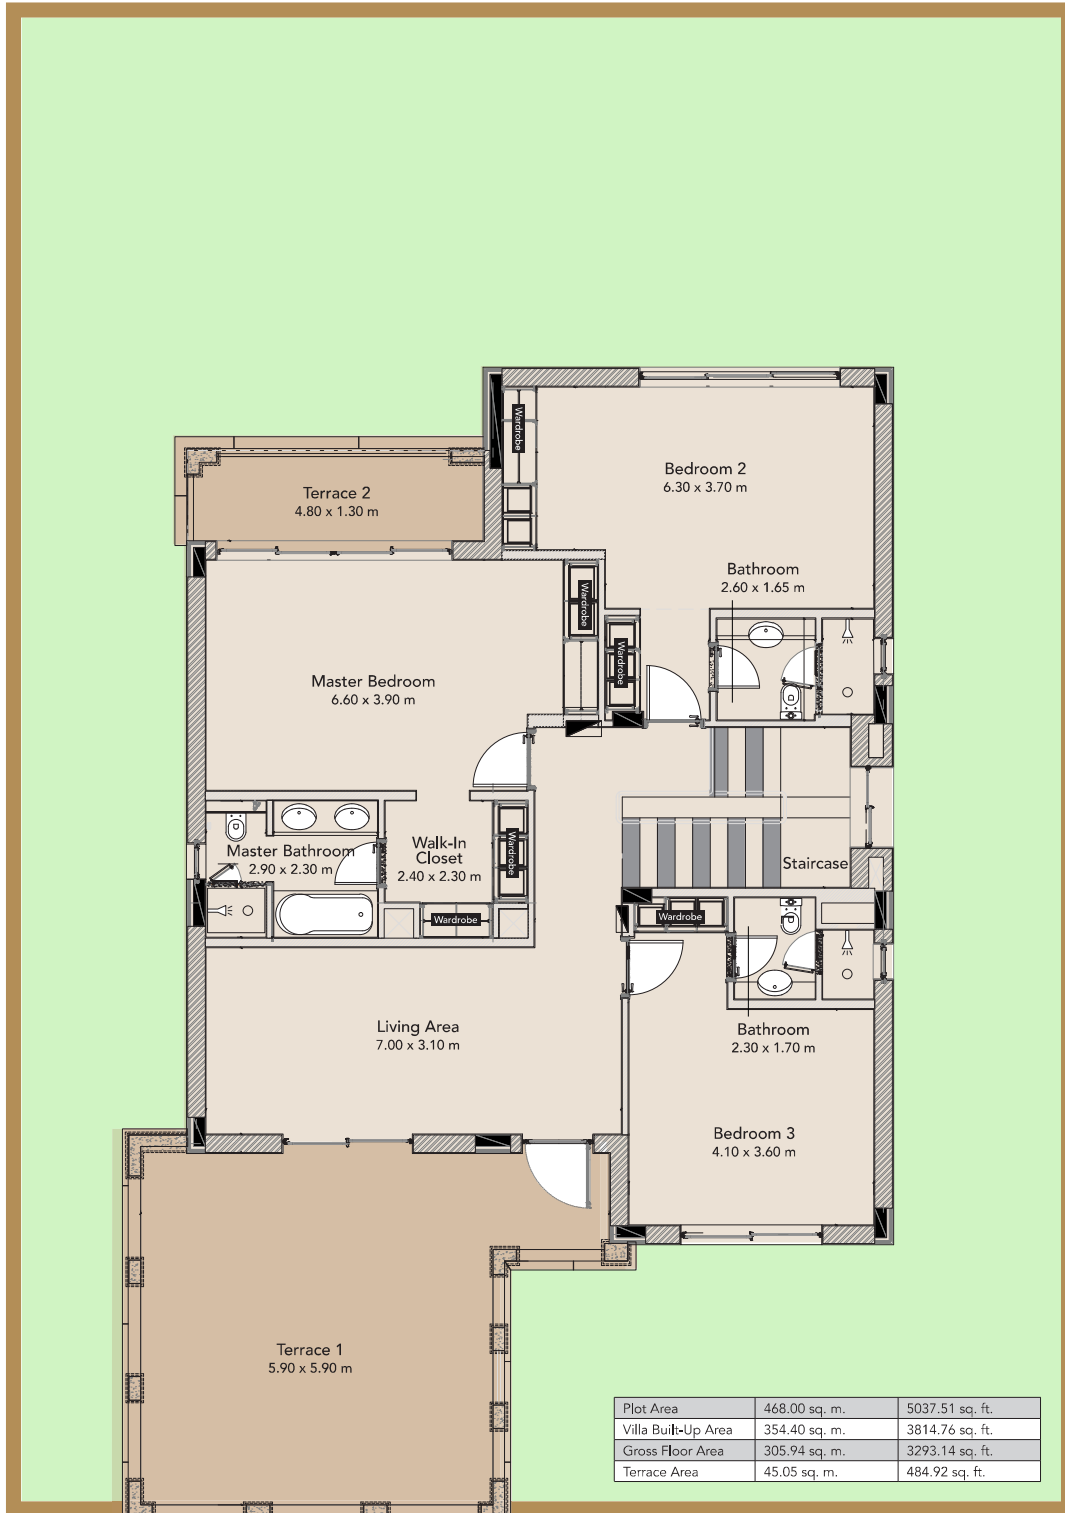 Wardrobe
Bedroom 2
6.30 x 3.70 m
Terrace 2
4.80 x 1.30 m
Bathroom
2.60 x 1.65 m
Wardrobe
Wardrobe
Master Bedroom
6.60 x 3.90 m
Master Bathroom
2.90 x 2.30 m
Walk-In
Closet
2.40 x 2.30 m
Wardrobe
Staircase
Wardrobe
Wardrobe
Living Area
7.00 x 3.10 m
Bathroom
2.30 x 1.70 m
Bedroom 3
4.10 x 3.60 m
Terrace 1
5.90 x 5.90 m
Plot Area 468.00 sq. m. 5037.51 sq. ft.
Villa Built-Up Area 354.40 sq. m. 3814.76 sq. ft.
Gross Floor Area 305.94 sq. m. 3293.14 sq. ft.
Terrace Area 45.05 sq. m. 484.92 sq. ft.